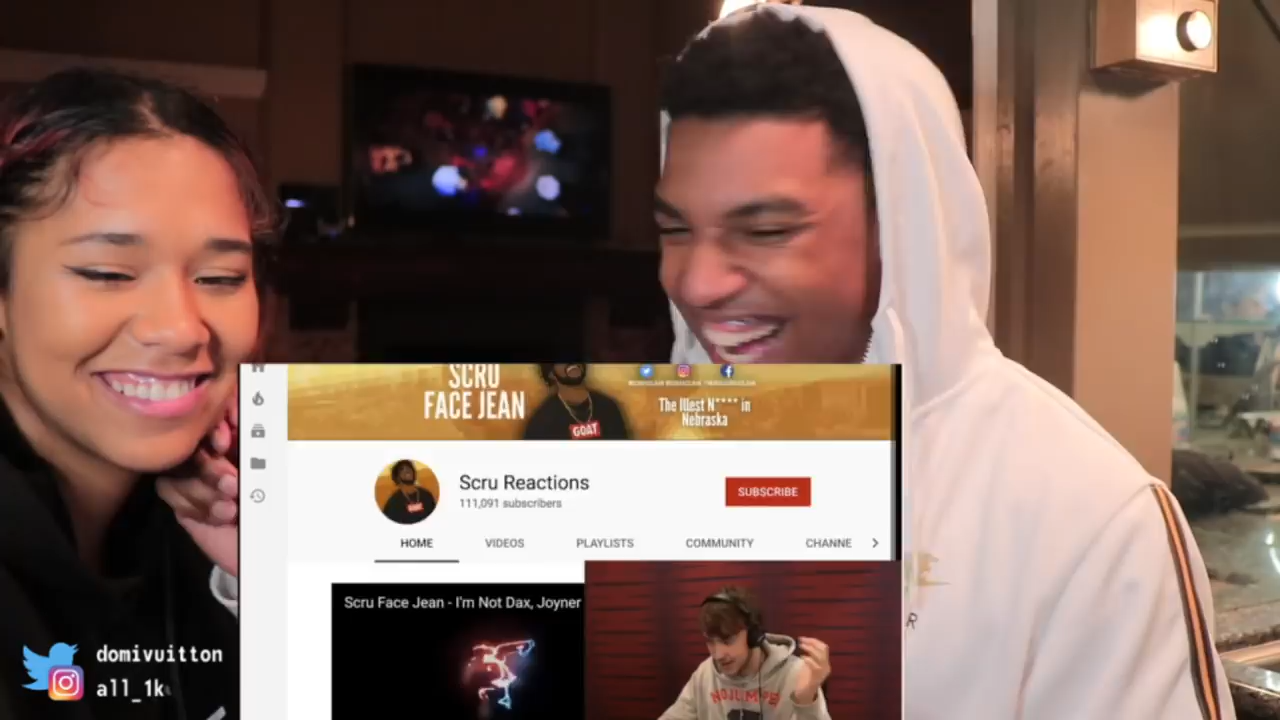 SCRU
FACE JEAN
The Illest N**** in
Nebraska
GOAT
Scru Reactions
111,091 subscribers
SUBSCRIBE
HOME
VIDEOS
PLAYLISTS
COMMUNITY
CHANNE
Scru Face Jean - I'm Not Dax, Joyner
NOJUMPER
domivuitton
all_1k